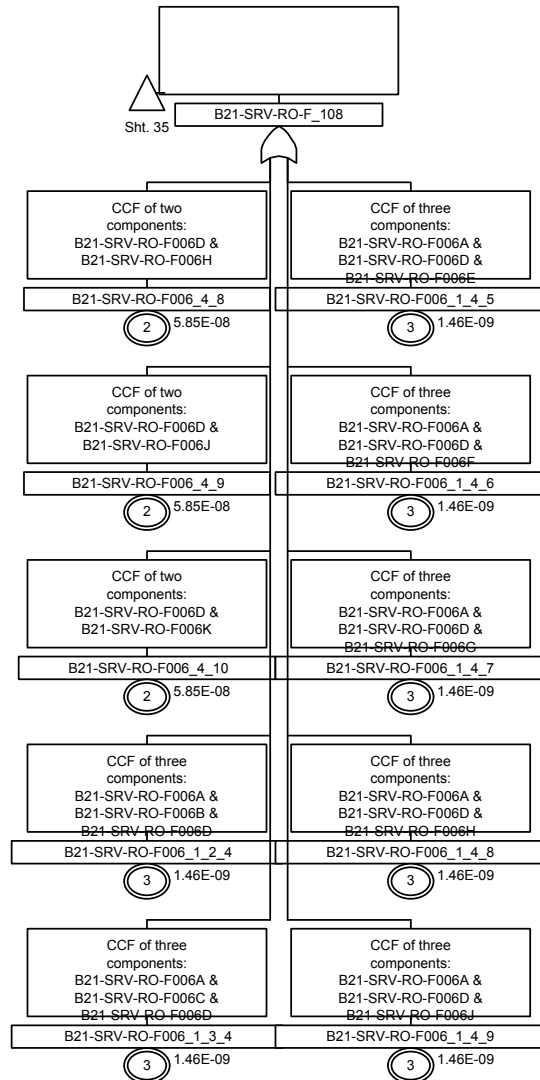 Sht. 35
B21-SRV-RO-F_108
CCF of two
components:
B21-SRV-RO-F006D &
B21-SRV-RO-F006H
B21-SRV-RO-F006_4_8
2
5.85E-08
CCF of three
components:
B21-SRV-RO-F006A &
B21-SRV-RO-F006D &
B21-SRV-RO-F006E
B21-SRV-RO-F006_1_4_5
3
1.46E-09
CCF of two
components:
B21-SRV-RO-F006D &
B21-SRV-RO-F006J
B21-SRV-RO-F006_4_9
2
5.85E-08
CCF of three
components:
B21-SRV-RO-F006A &
B21-SRV-RO-F006D &
B21-SRV-RO-F006F
B21-SRV-RO-F006_1_4_6
3
1.46E-09
CCF of two
components:
B21-SRV-RO-F006D &
B21-SRV-RO-F006K
B21-SRV-RO-F006_4_10
2
5.85E-08
CCF of three
components:
B21-SRV-RO-F006A &
B21-SRV-RO-F006D &
B21-SRV-RO-F006G
B21-SRV-RO-F006_1_4_7
3
1.46E-09
CCF of three
components:
B21-SRV-RO-F006A &
B21-SRV-RO-F006B &
B21-SRV-RO-F006D
B21-SRV-RO-F006_1_2_4
3
1.46E-09
CCF of three
components:
B21-SRV-RO-F006A &
B21-SRV-RO-F006D &
B21-SRV-RO-F006H
B21-SRV-RO-F006_1_4_8
3
1.46E-09
CCF of three
components:
B21-SRV-RO-F006A &
B21-SRV-RO-F006C &
B21-SRV-RO-F006D
B21-SRV-RO-F006_1_3_4
3
1.46E-09
CCF of three
components:
B21-SRV-RO-F006A &
B21-SRV-RO-F006D &
B21-SRV-RO-F006J
B21-SRV-RO-F006_1_4_9
3
1.46E-09